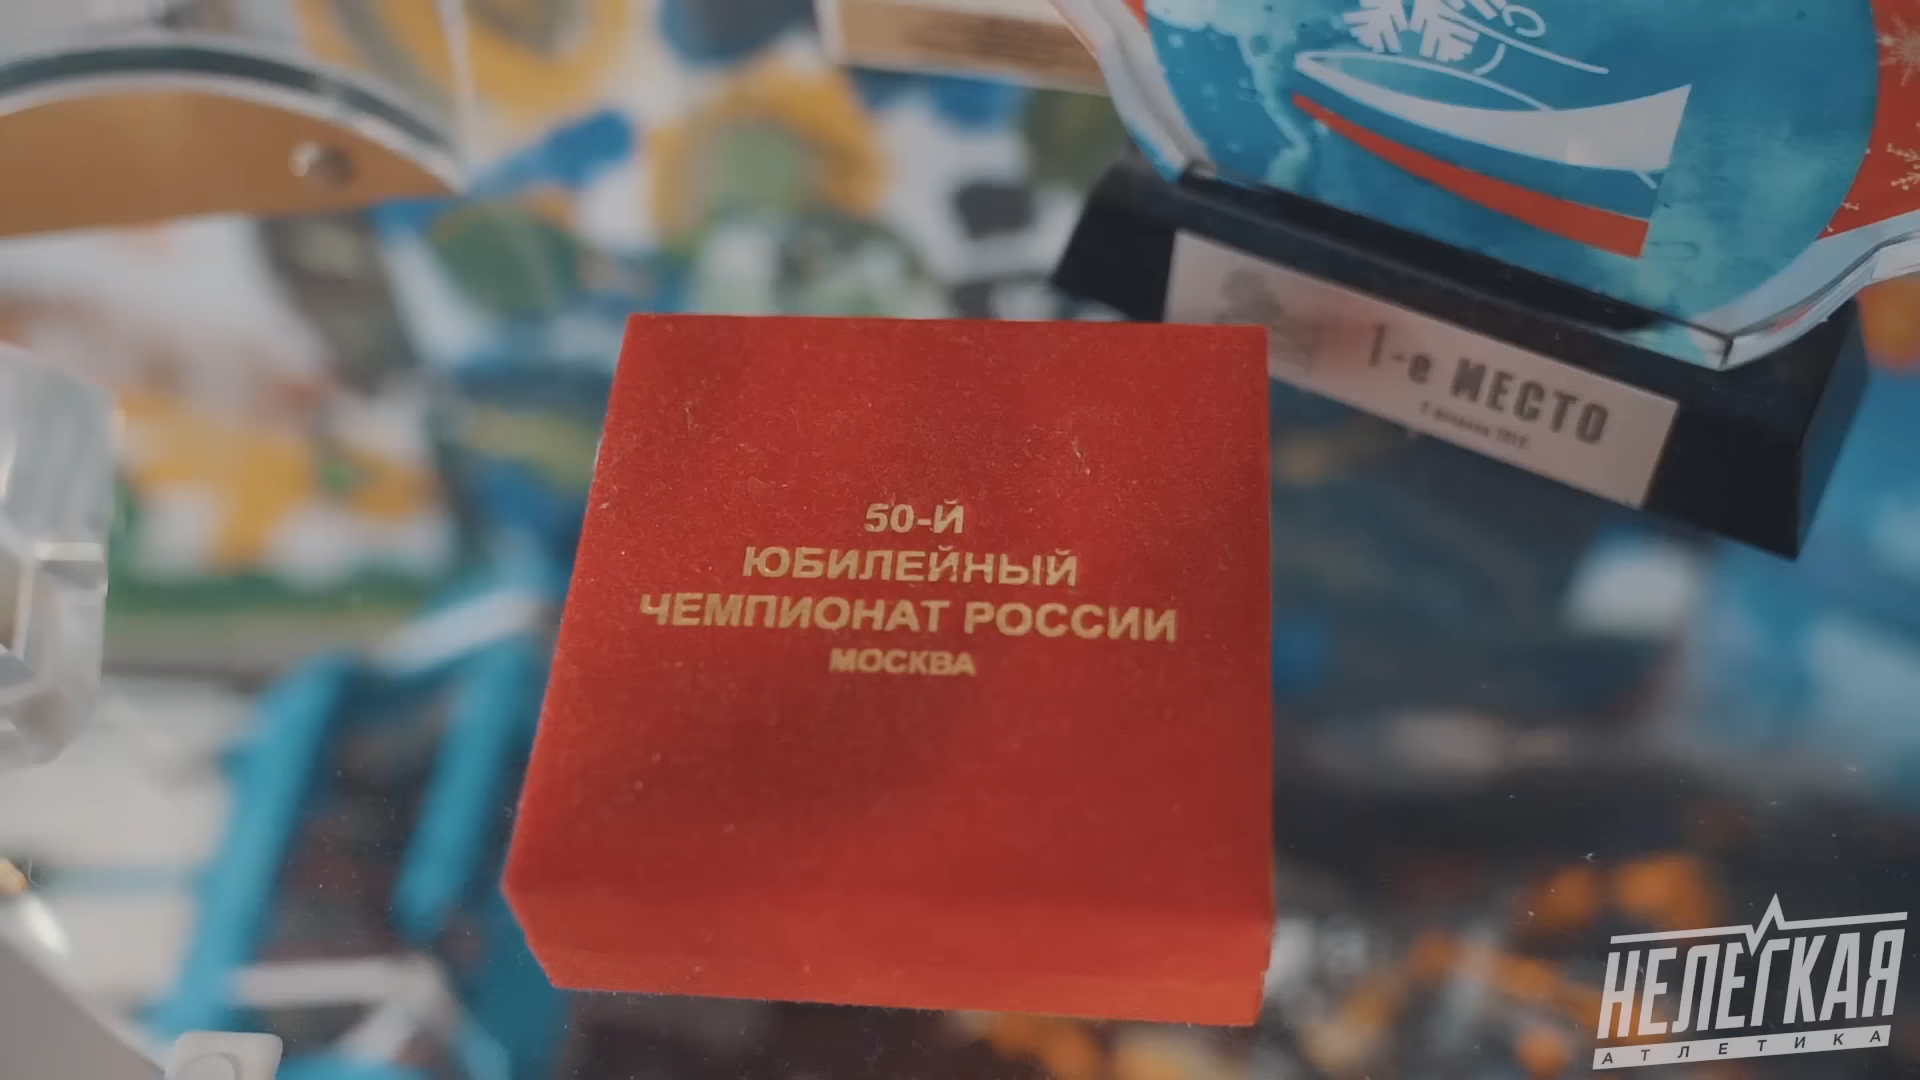 1-е МЕСТО
50-Й
ЮБИЛЕЙНЫЙ
ЧЕМПИОНАТ РОССИИ
МОСКВА
НЕЛЕГКАЯ
АТЛЕТИКА